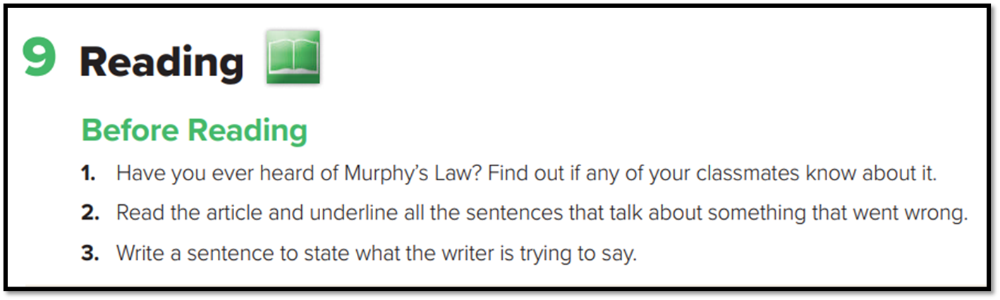 9 Reading
Before Reading
1. Have you ever heard of Murphy’s Law? Find out if any of your classmates know about it.
2. Read the article and underline all the sentences that talk about something that went wrong.
3. Write a sentence to state what the writer is trying to say.